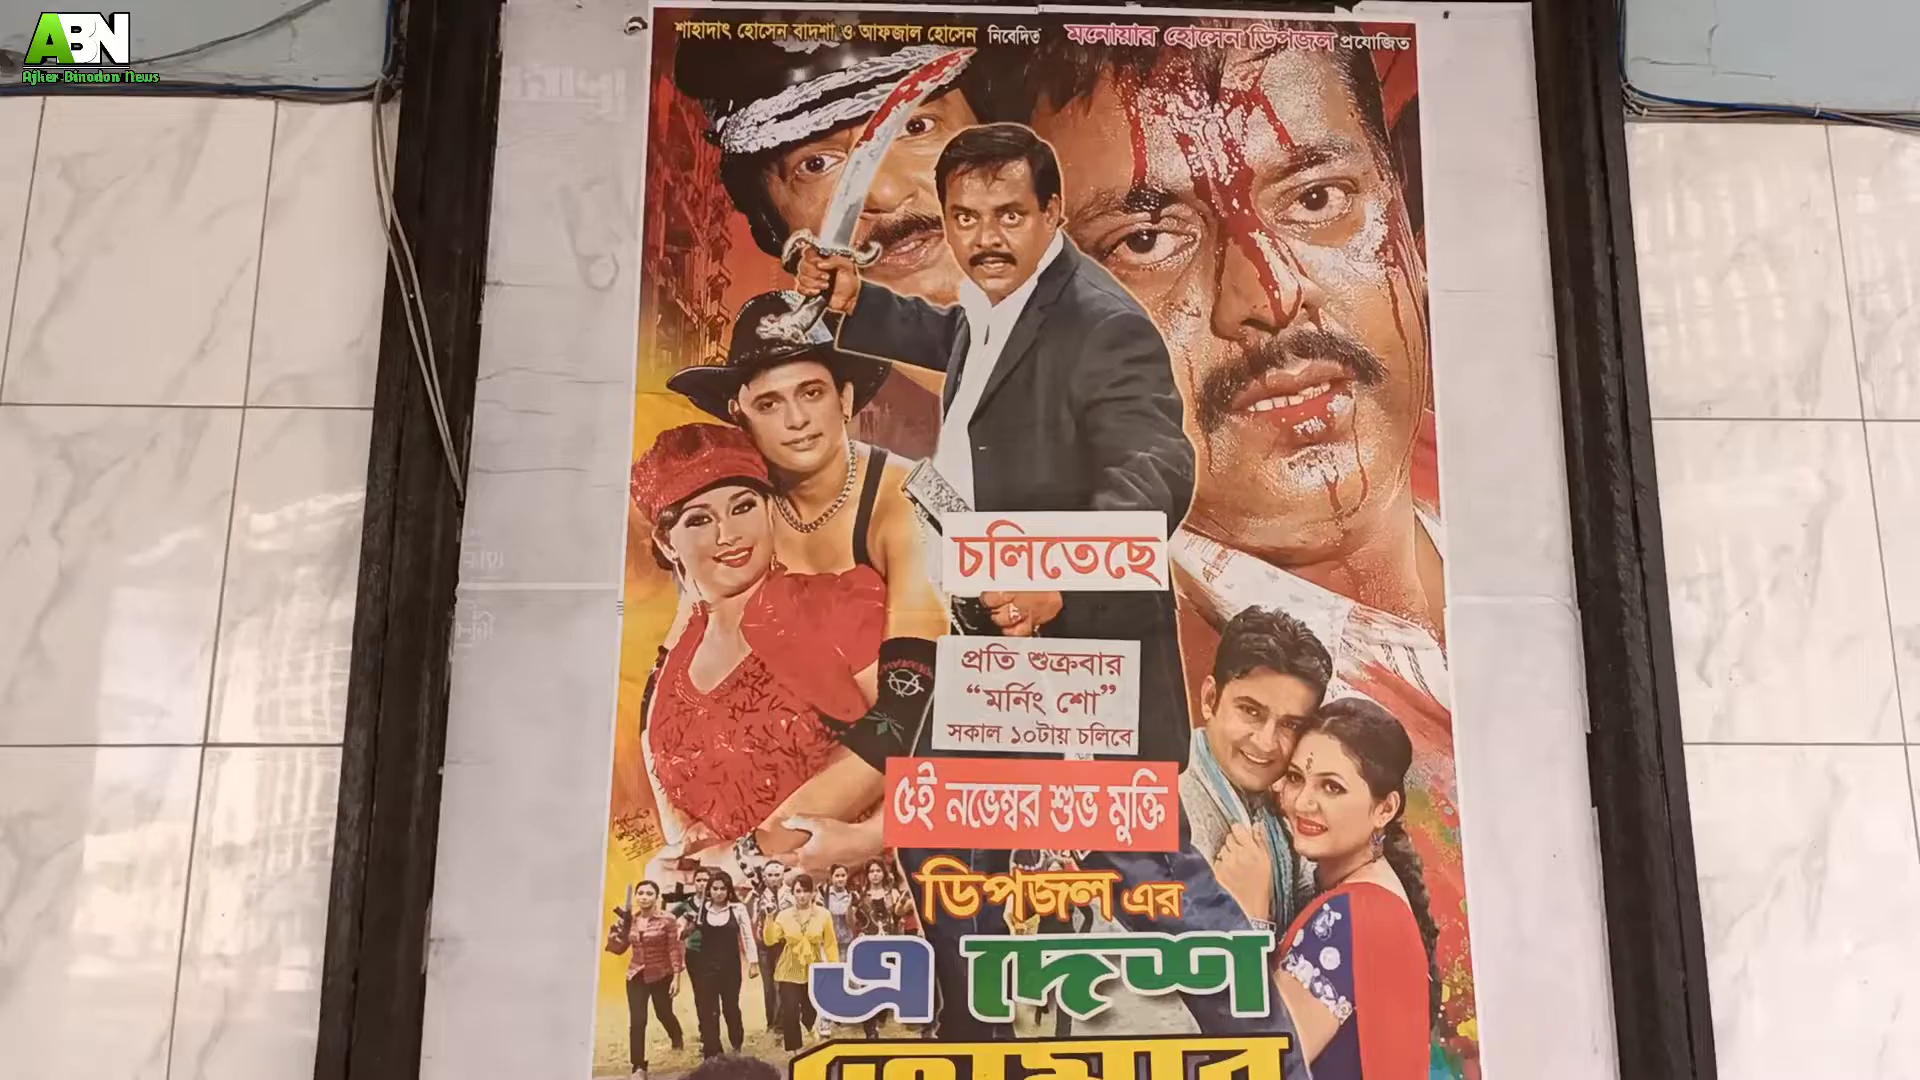 ABN
Ajker Binodon News
শাহাদাৎ হোসেন বাদশা ও আফজাল হোসেন নিবেদিত মনোয়ার হোসেন ডিপজল প্রযোজিত
চলিতেছে
প্রতি শুক্রবার
“মর্নিং শো”
সকাল ১০টায় চলিবে
৫ই নভেম্বর শুভ মুক্তি
ডিপজল এর
এ দেশ
তোমার